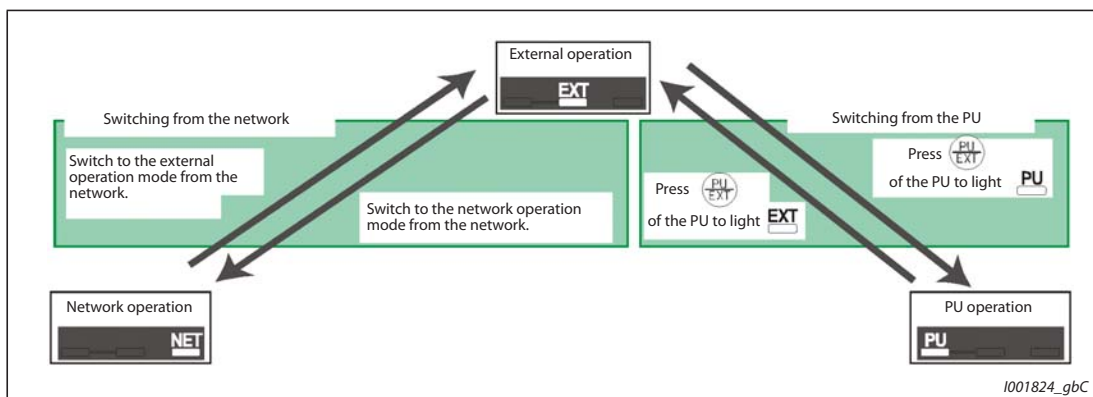 External operation
EXT
Switching from the network
Switch to the external
operation mode from the
network.
Switch to the network operation
mode from the network.
Switching from the PU
Press PU
EXT
of the PU to light PU
Press PU
EXT
of the PU to light EXT
Network operation
NET
PU operation
PU
I001824_gbC